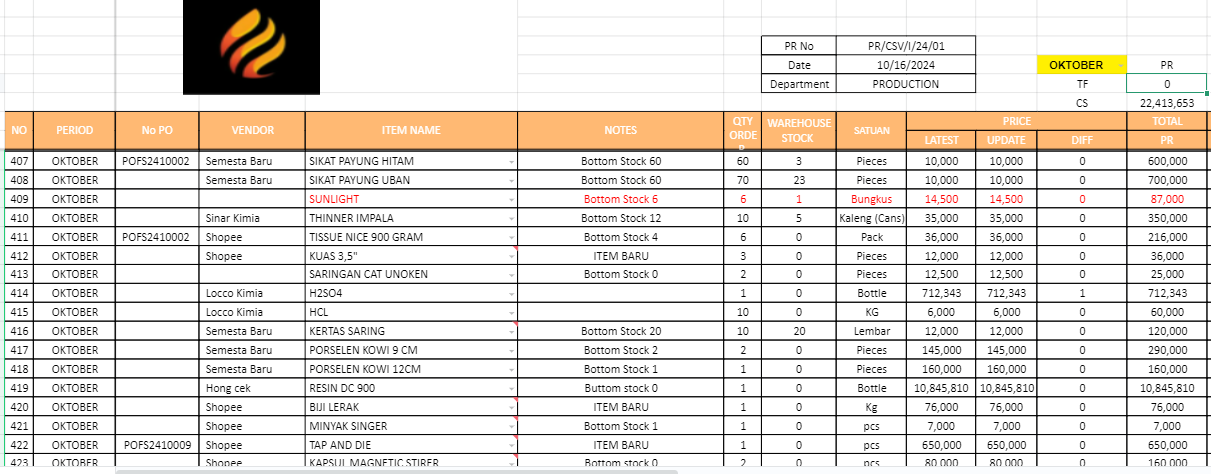 PR No PR/CSV/I/24/01
Date 10/16/2024 OKTOBER PR
Department PRODUCTION TF 0
CS 22,413,653
NO PERIOD No PO VENDOR ITEM NAME NOTES QTY ORDER WAREHOUSE STOCK SATUAN PRICE TOTAL
LATEST UPDATE DIFF PR
407 OKTOBER POFS2410002 Semesta Baru SIKAT PAYUNG HITAM Bottom Stock 60 60 3 Pieces 10,000 10,000 0 600,000
408 OKTOBER Semesta Baru SIKAT PAYUNG UBAN Bottom Stock 60 70 23 Pieces 10,000 10,000 0 700,000
409 OKTOBER SUNLIGHT Bottom Stock 6 6 1 Bungkus 14,500 14,500 0 87,000
410 OKTOBER Sinar Kimia THINNER IMPALA Bottom Stock 12 10 5 Kaleng (Cans) 35,000 35,000 0 350,000
411 OKTOBER POFS2410002 Shopee TISSUE NICE 900 GRAM Bottom Stock 4 6 0 Pack 36,000 36,000 0 216,000
412 OKTOBER Shopee KUAS 3,5" ITEM BARU 3 0 Pieces 12,000 12,000 0 36,000
413 OKTOBER SARINGAN CAT UNOKEN Bottom Stock 0 2 0 Pieces 12,500 12,500 0 25,000
414 OKTOBER Locco Kimia H2SO4 1 0 Bottle 712,343 712,343 1 712,343
415 OKTOBER Locco Kimia HCL 10 0 KG 6,000 6,000 0 60,000
416 OKTOBER Semesta Baru KERTAS SARING Bottom Stock 20 10 20 Lembar 12,000 12,000 0 120,000
417 OKTOBER Semesta Baru PORSELEN KOWI 9 CM Bottom Stock 2 2 0 Pieces 145,000 145,000 0 290,000
418 OKTOBER Semesta Baru PORSELEN KOWI 12CM Bottom Stock 1 1 0 Pieces 160,000 160,000 0 160,000
419 OKTOBER Hong cek RESIN DC 900 Buttom stock 0 1 0 Bottle 10,845,810 10,845,810 0 10,845,810
420 OKTOBER Shopee BIJI LERAK ITEM BARU 1 0 Kg 76,000 76,000 0 76,000
421 OKTOBER Shopee MINYAK SINGER Bottom Stock 1 1 0 pcs 7,000 7,000 0 7,000
422 OKTOBER POFS2410009 Shopee TAP AND DIE ITEM BARU 1 0 pcs 650,000 650,000 0 650,000
423 OKTOBER Shopee KAPSUL MAGNETIC STIRER Bottom stock 0 2 0 pcs 80,000 80,000 0 160,000